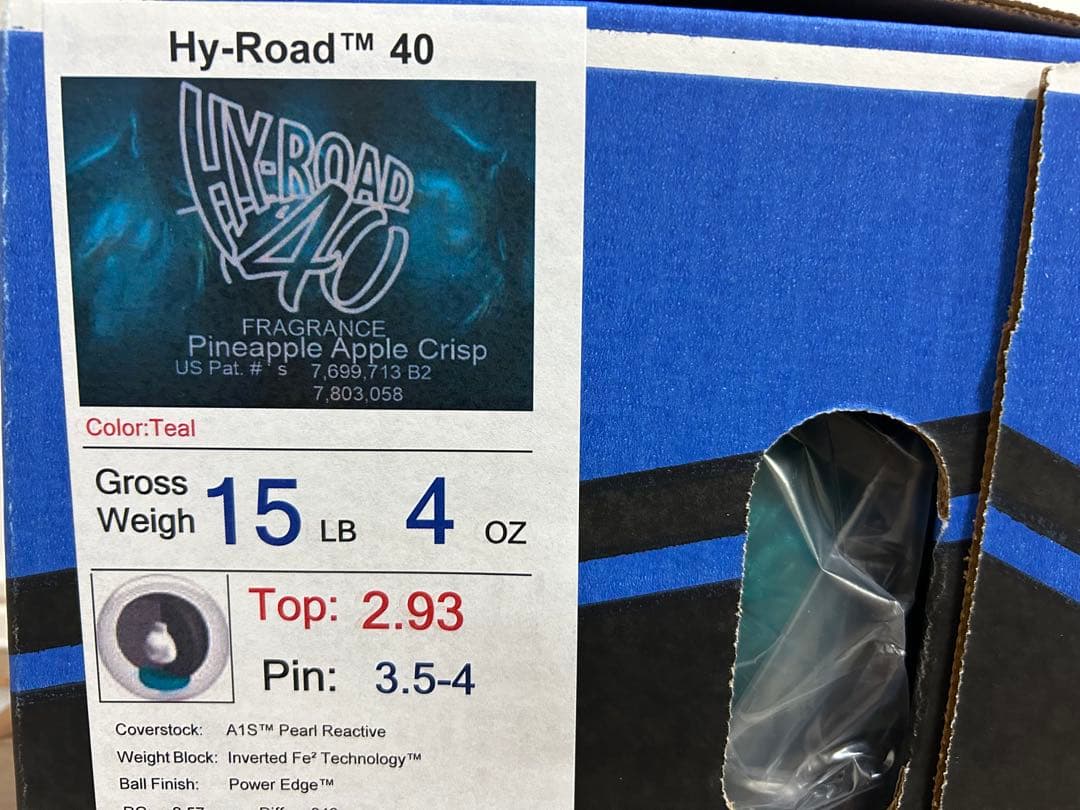 Hy-Road™ 40
HY-ROAD
40
FRAGRANCE
Pineapple Apple Crisp
US Pat. #'s 7,699,713 B2
7,803,058
Color:Teal
Gross
Weigh 15 LB 4 OZ
Top: 2.93
Pin: 3.5-4
Coverstock: A1S™ Pearl Reactive
Weight Block: Inverted Fe² Technology™
Ball Finish: Power Edge™